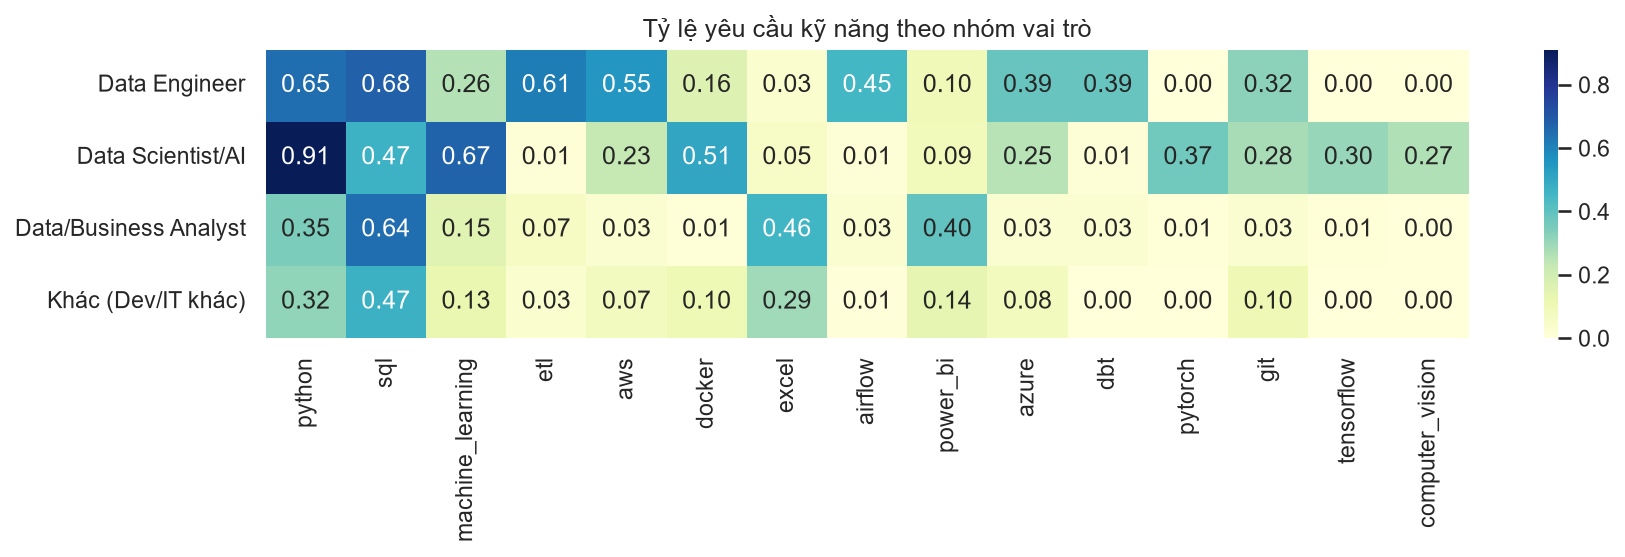 Tỷ lệ yêu cầu kỹ năng theo nhóm vai trò
Data Engineer 0.65 0.68 0.26 0.61 0.55 0.16 0.03 0.45 0.10 0.39 0.39 0.00 0.32 0.00 0.00
Data Scientist/AI 0.91 0.47 0.67 0.01 0.23 0.51 0.05 0.01 0.09 0.25 0.01 0.37 0.28 0.30 0.27
Data/Business Analyst 0.35 0.64 0.15 0.07 0.03 0.01 0.46 0.03 0.40 0.03 0.03 0.01 0.03 0.01 0.00
Khác (Dev/IT khác) 0.32 0.47 0.13 0.03 0.07 0.10 0.29 0.01 0.14 0.08 0.00 0.00 0.10 0.00 0.00
python sql machine_learning etl aws docker excel airflow power_bi azure dbt pytorch git tensorflow computer_vision
0.8
0.6
0.4
0.2
0.0